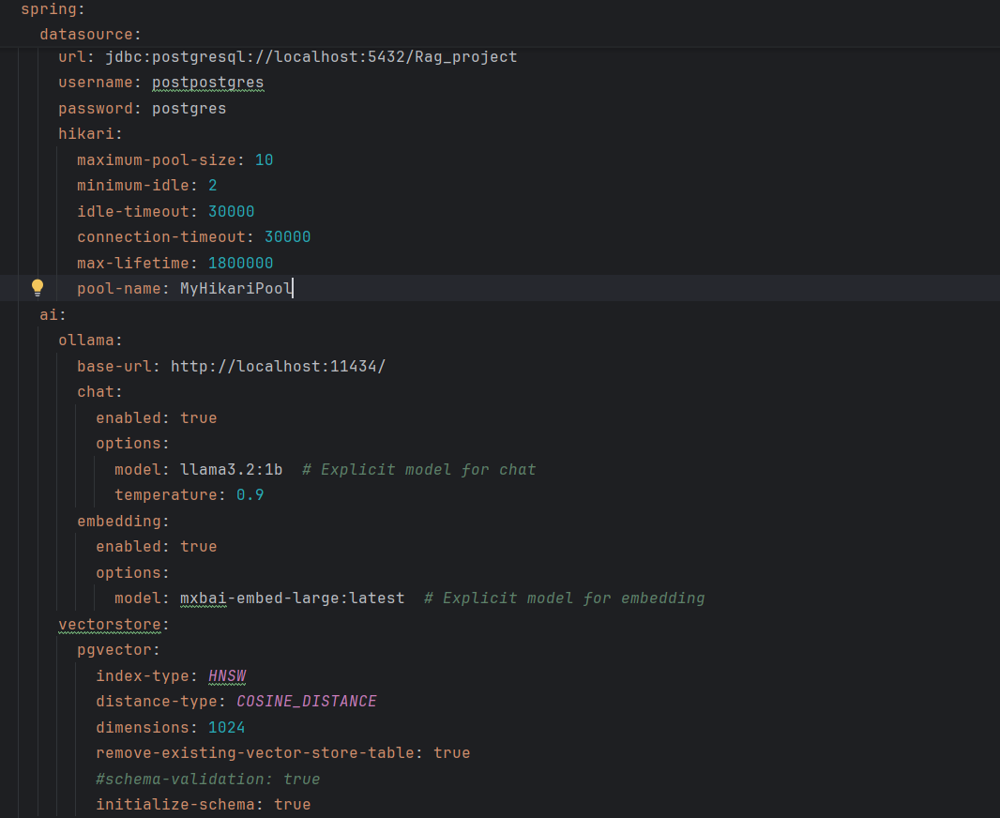 spring:
datasource:
url: jdbc:postgresql://localhost:5432/Rag_project
username: postpostgres
password: postgres
hikari:
maximum-pool-size: 10
minimum-idle: 2
idle-timeout: 30000
connection-timeout: 30000
max-lifetime: 1800000
pool-name: MyHikariPool
ai:
ollama:
base-url: http://localhost:11434/
chat:
enabled: true
options:
model: llama3.2:1b  # Explicit model for chat
temperature: 0.9
embedding:
enabled: true
options:
model: mxbai-embed-large:latest  # Explicit model for embedding
vectorstore:
pgvector:
index-type: HNSW
distance-type: COSINE_DISTANCE
dimensions: 1024
remove-existing-vector-store-table: true
#schema-validation: true
initialize-schema: true